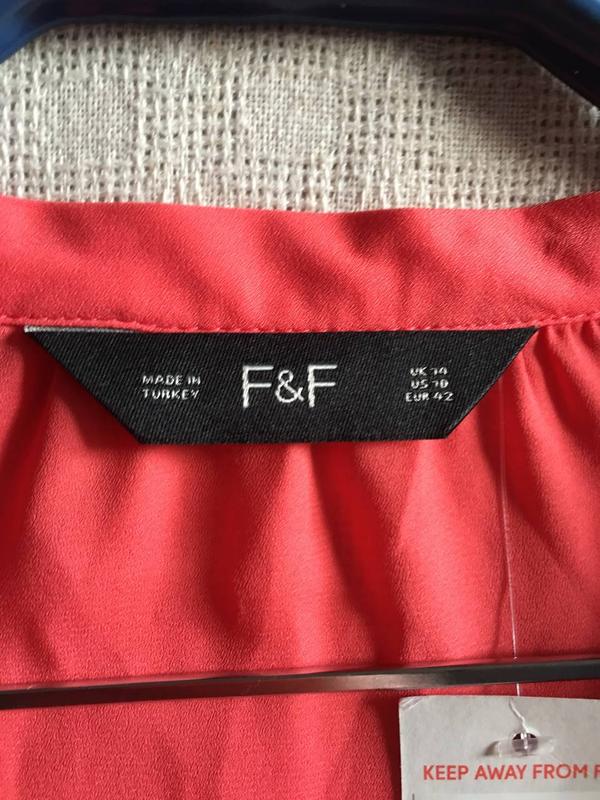 MADE IN
TURKEY
F&F
UK 14
US 10
EUR 42
KEEP AWAY FROM F